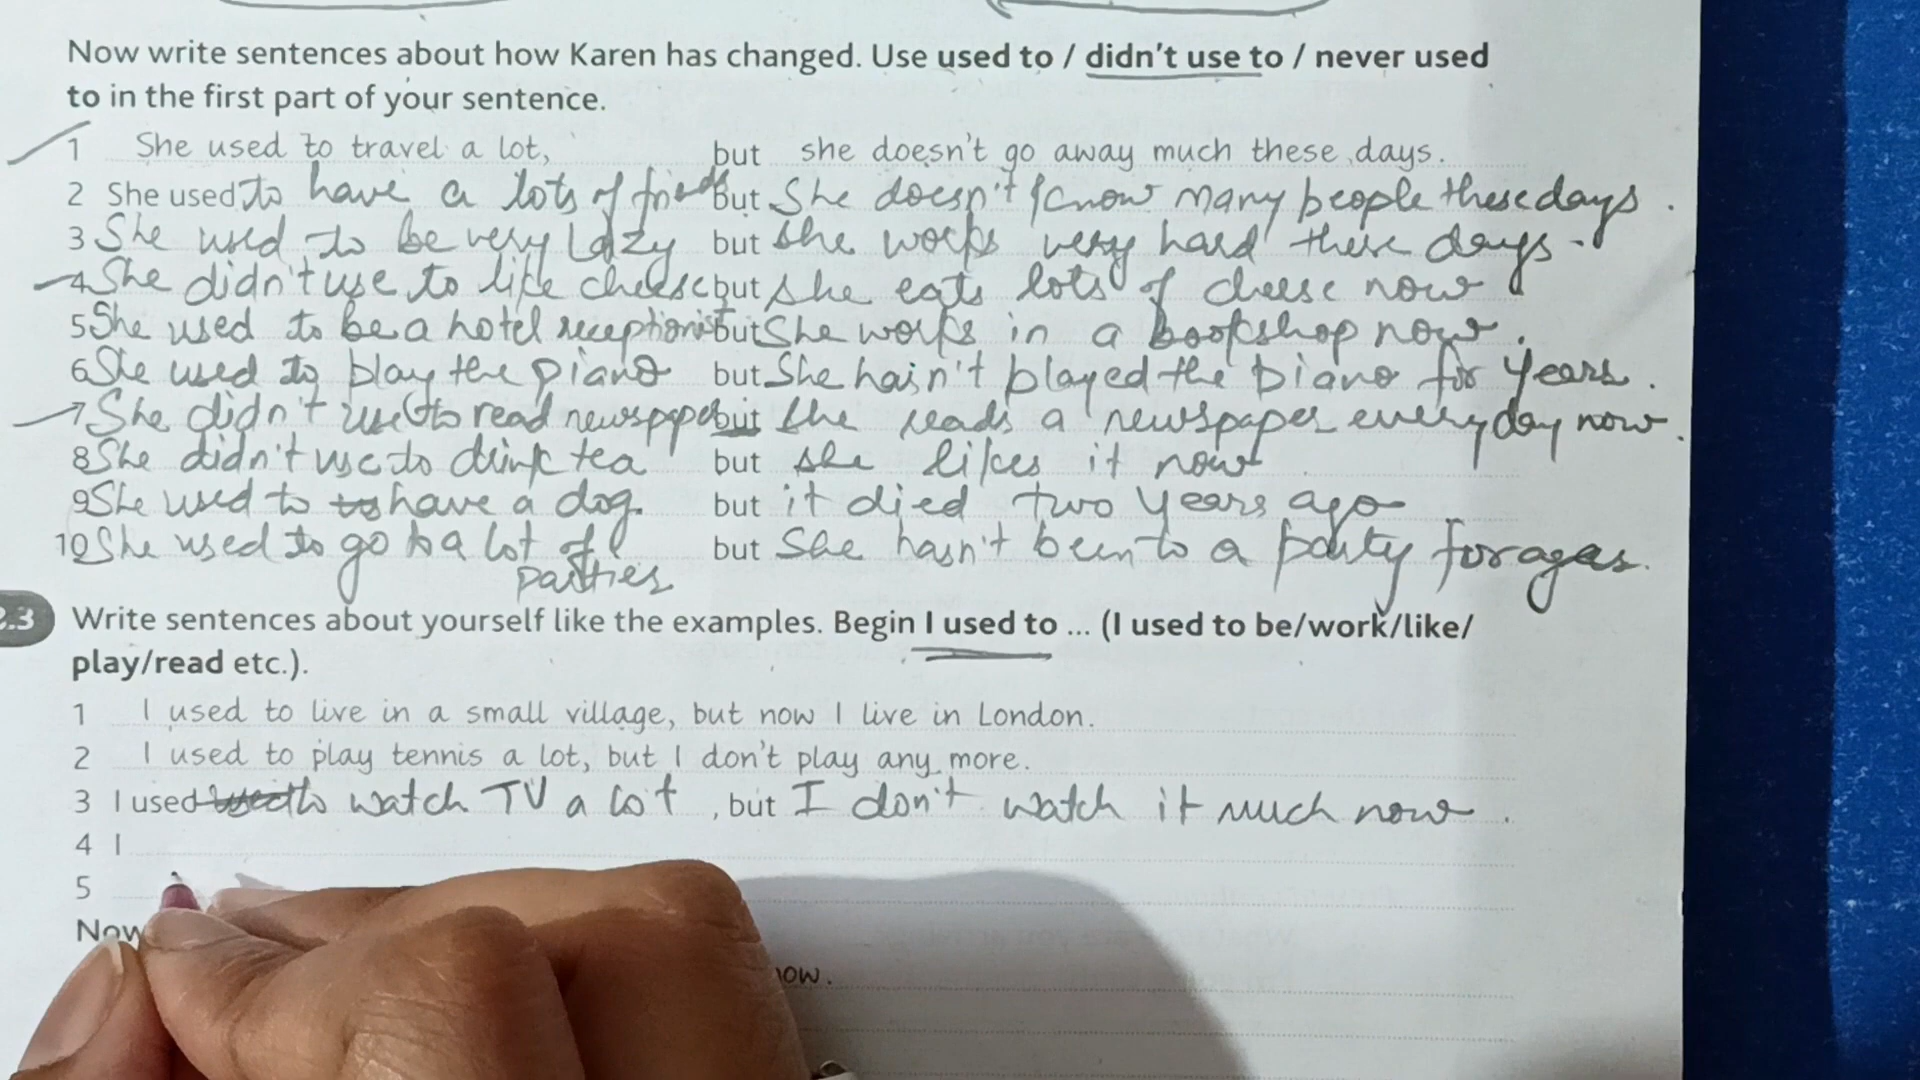 Now write sentences about how Karen has changed. Use used to / didn't use to / never used
to in the first part of your sentence.
1 She used to travel a lot, but she doesn't go away much these days.
2 She used to have a lots of friends but She doesn't know many people these days.
3 She used to be very lazy but she works very hard these days.
4 She didn't use to like cheese but she eats lots of cheese now
5 She used to be a hotel receptionist but She works in a bookshop now.
6 She used to play the piano but She hasn't played the piano for years.
7 She didn't use to read newspaper but she reads a newspaper everyday now.
8 She didn't use to drink tea but she likes it now
9 She used to have a dog. but it died two years ago
10 She used to go to a lot of but She hasn't been to a party for ages.
parties
2.3 Write sentences about yourself like the examples. Begin I used to ... (I used to be/work/like/
play/read etc.).
1 I used to live in a small village, but now I live in London.
2 I used to play tennis a lot, but I don't play any more.
3 I used to watch TV a lot, but I don't watch it much now.
4 I
5
Now
now.